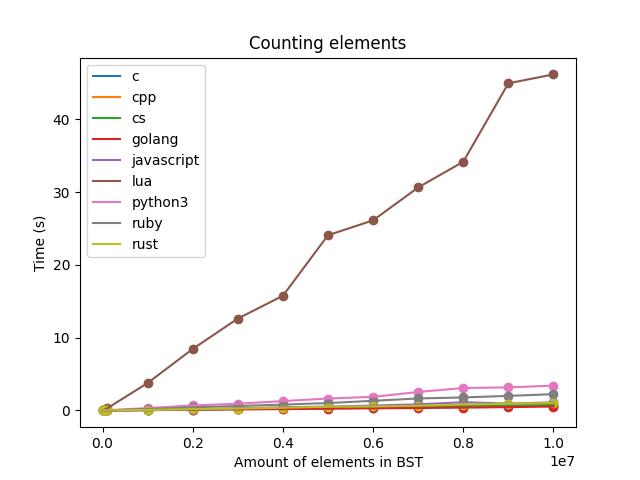 Counting elements
c
cpp
cs
golang
javascript
lua
python3
ruby
rust
Time (s)
40
30
20
10
0
0.0 0.2 0.4 0.6 0.8 1.0
1e7
Amount of elements in BST